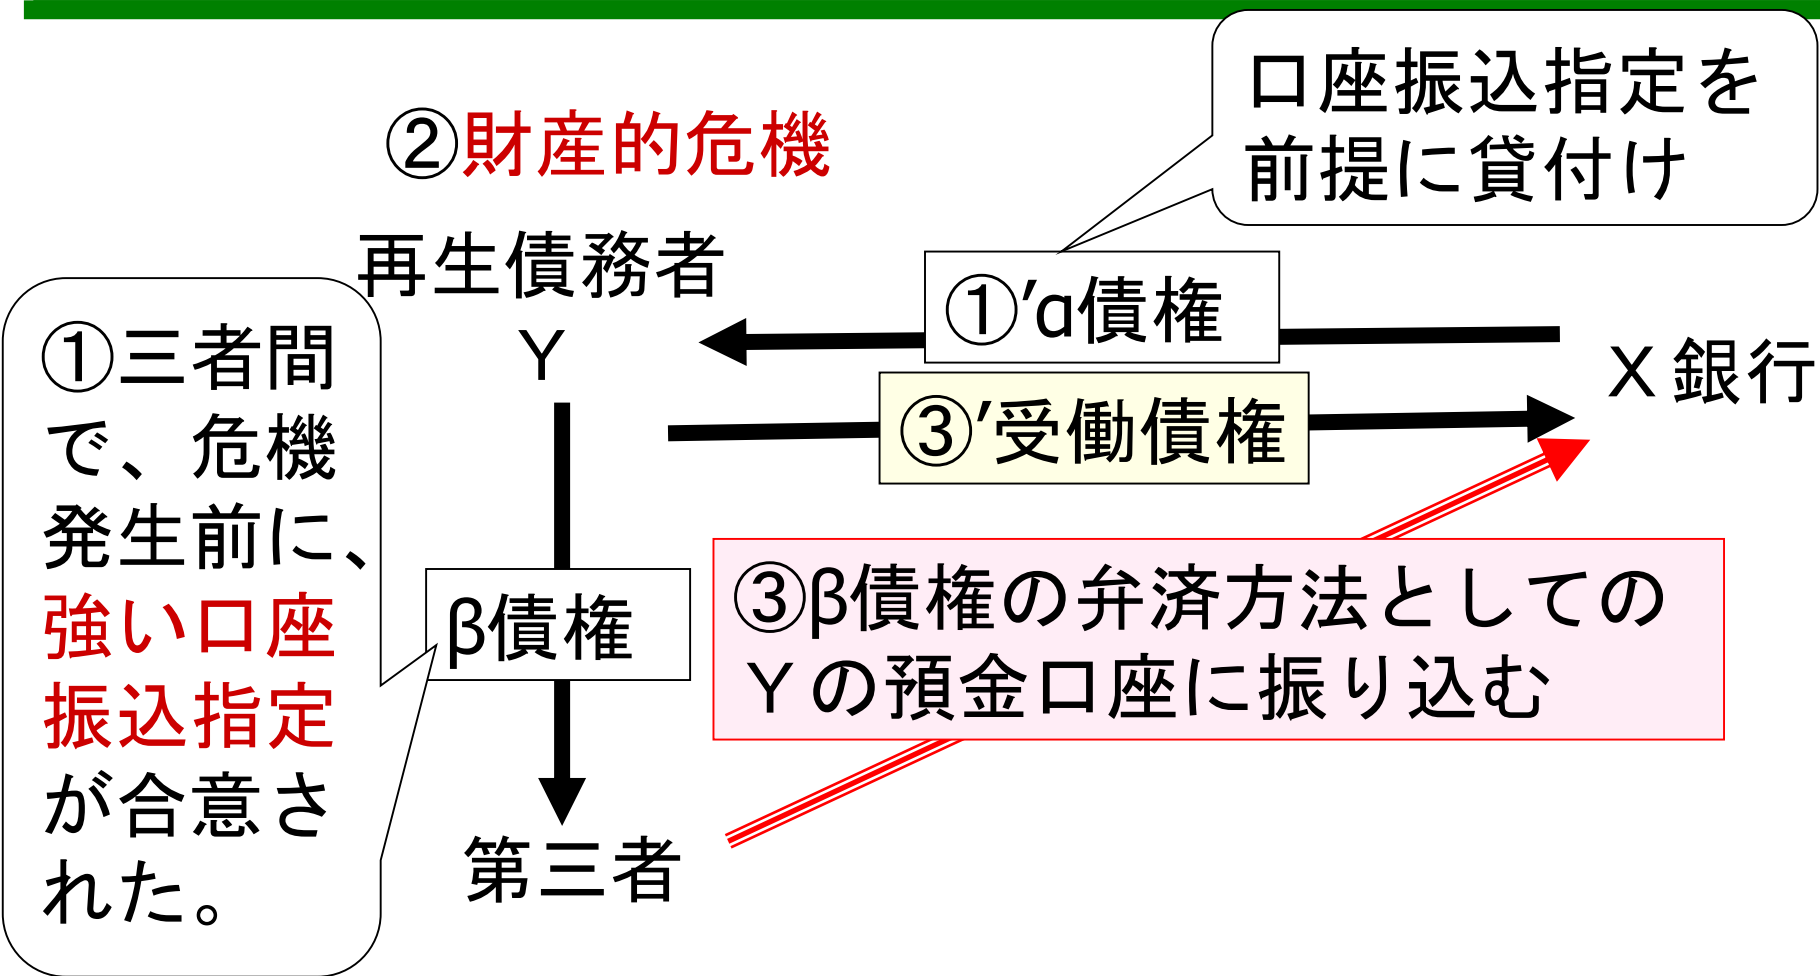 口座振込指定を
前提に貸付け
②財産的危機
再生債務者
Y
①’α債権
X銀行
③’受働債権
①三者間
で、危機
発生前に、
強い口座
振込指定
が合意さ
れた。
β債権
③β債権の弁済方法としての
Yの預金口座に振り込む
第三者